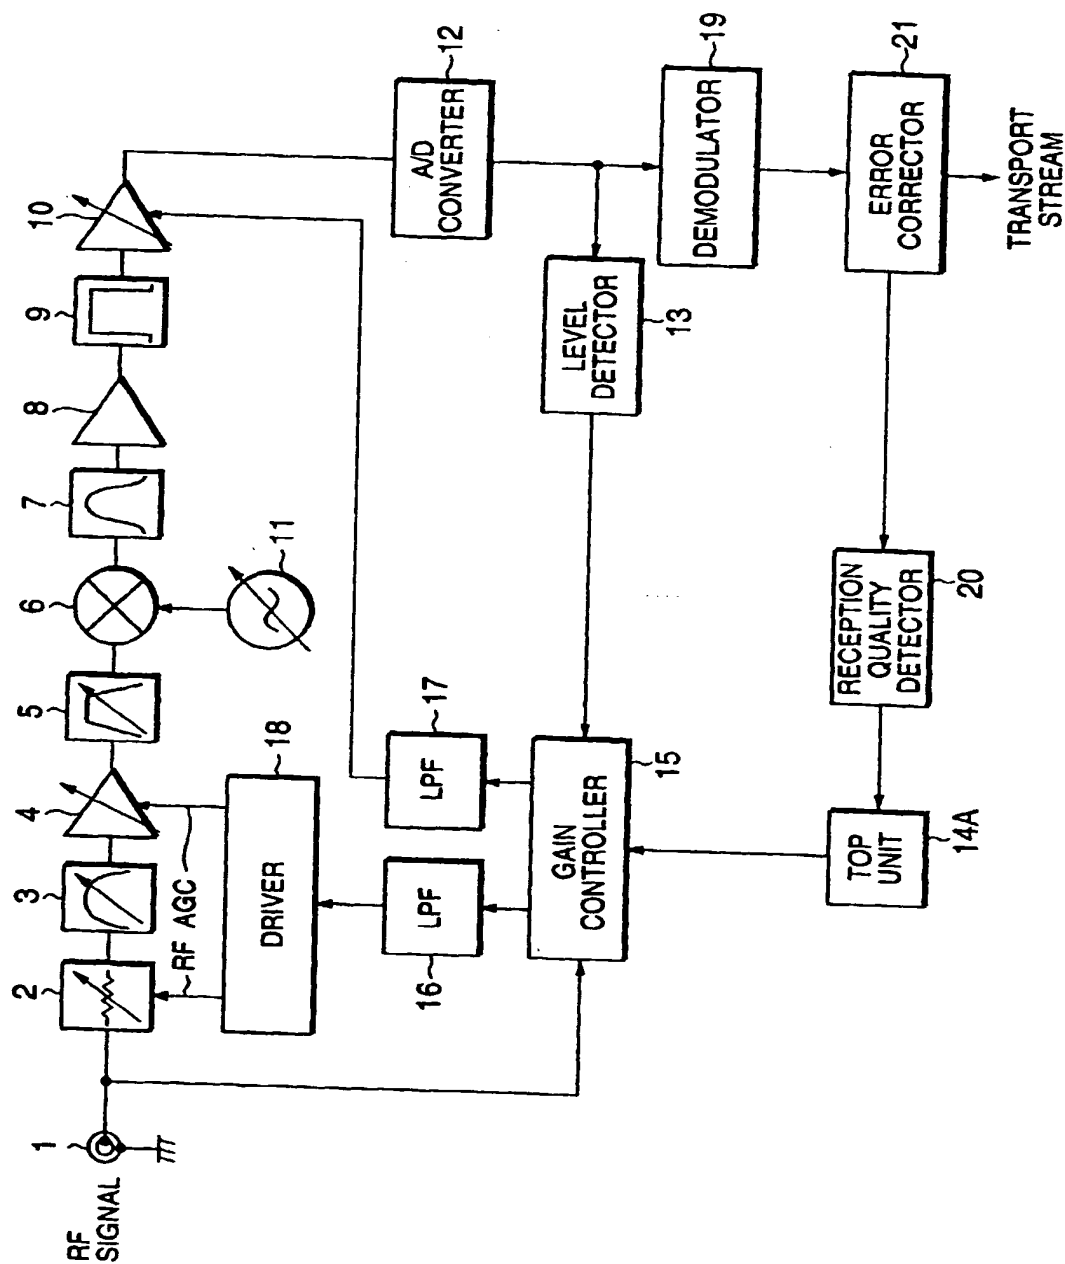 RF
SIGNAL
1
2
3
4
5
6
7
8
9
10
11
RF AGC
DRIVER
18
LPF
16
LPF
17
GAIN
CONTROLLER
15
A/D
CONVERTER
12
LEVEL
DETECTOR
13
DEMODULATOR
19
ERROR
CORRECTOR
21
RECEPTION
QUALITY
DETECTOR
20
TOP
UNIT
14A
TRANSPORT
STREAM